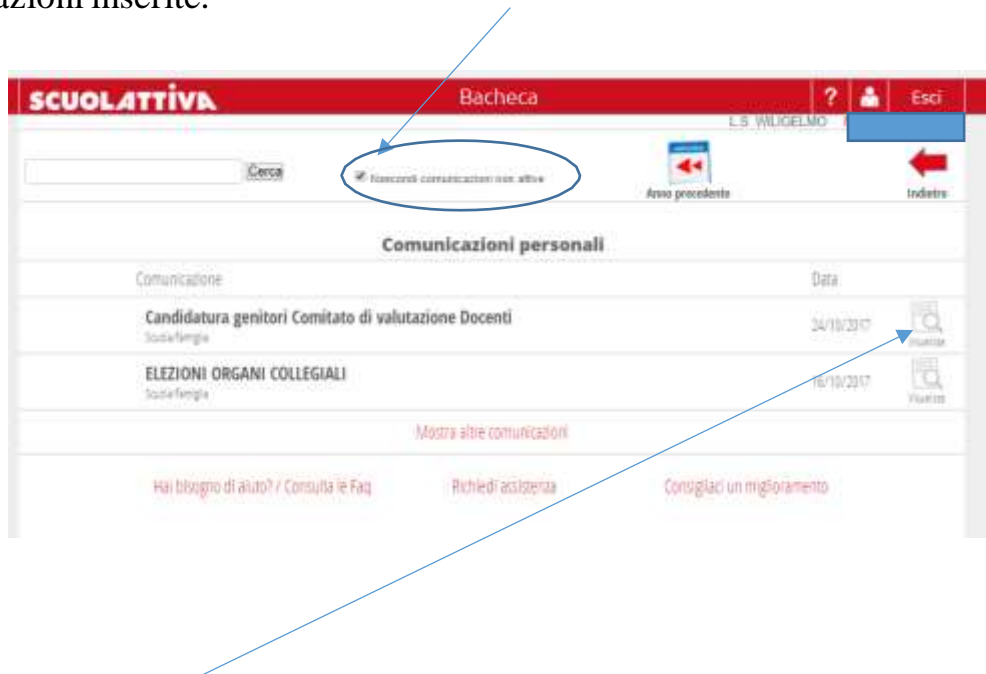 azioni inserite.
SCUOLATTIVA Bacheca ? Esci
L.S. WILIGELMO
Cerca Nascondi comunicazioni non attive Anno precedente Indietro
Comunicazioni personali
Comunicazione Data
Candidatura genitori Comitato di valutazione Docenti 24/10/2017
Scuola/famiglia Visualizza
ELEZIONI ORGANI COLLEGIALI 16/10/2017
Scuola/famiglia Visualizza
Mostra altre comunicazioni
Hai bisogno di aiuto? / Consulta le Faq Richiedi assistenza Consigliaci un miglioramento